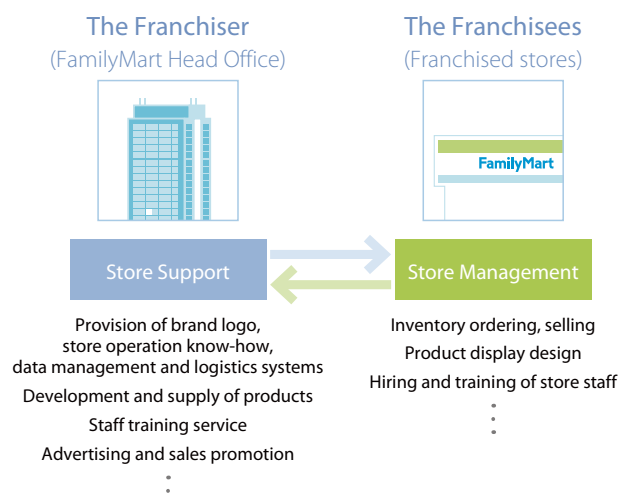 The Franchiser
(FamilyMart Head Office)
Store Support
Provision of brand logo,
store operation know-how,
data management and logistics systems
Development and supply of products
Staff training service
Advertising and sales promotion
The Franchisees
(Franchised stores)
FamilyMart
Store Management
Inventory ordering, selling
Product display design
Hiring and training of store staff